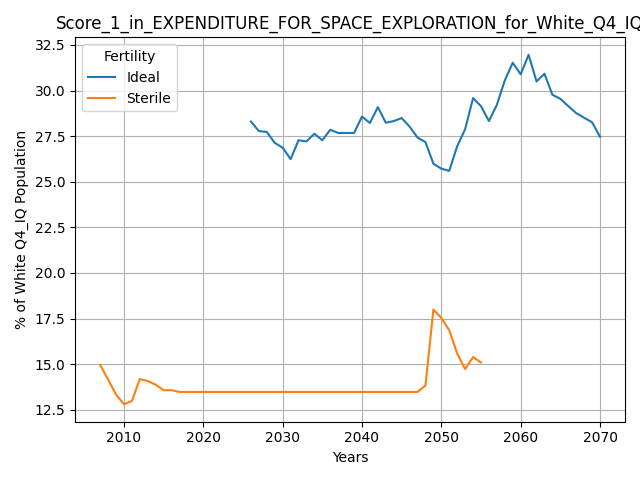 Score_1_in_EXPENDITURE_FOR_SPACE_EXPLORATION_for_White_Q4_IQ
Fertility
Ideal
Sterile
32.5
30.0
27.5
25.0
22.5
20.0
17.5
15.0
12.5
% of White Q4_IQ Population
2010 2020 2030 2040 2050 2060 2070
Years